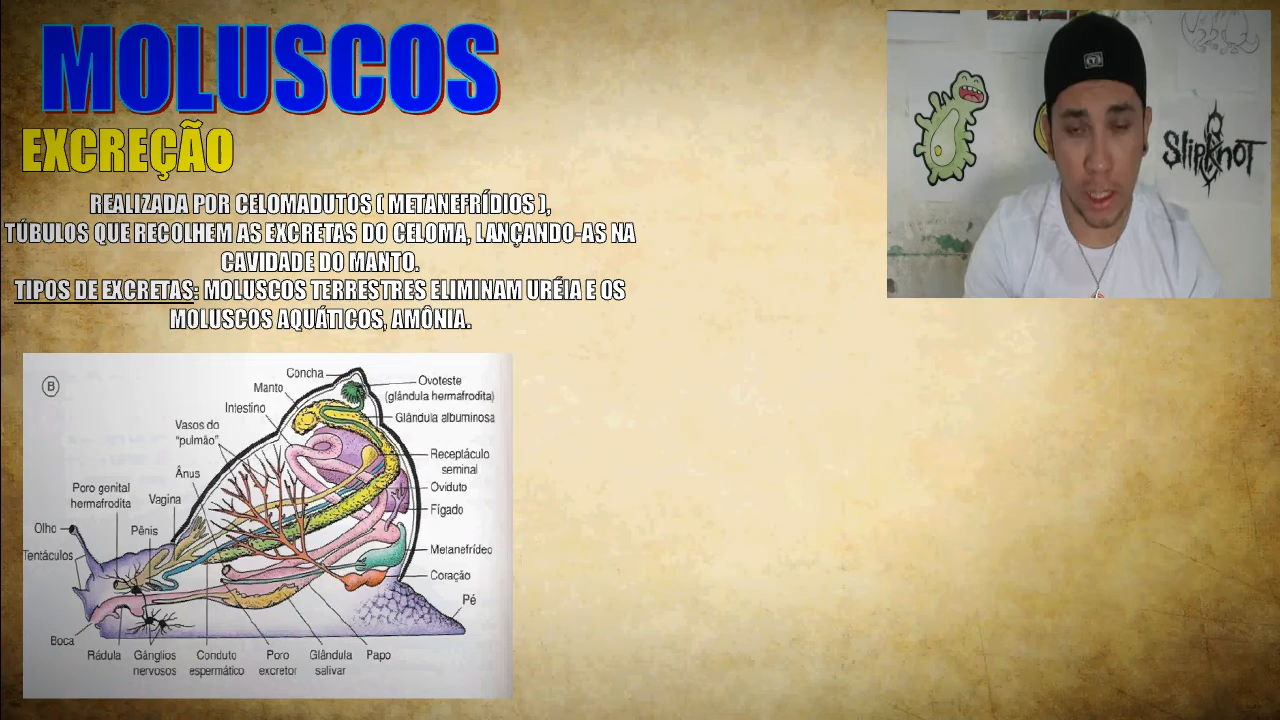 MOLUSCOS
EXCREÇÃO
REALIZADA POR CELOMADUTOS ( METANEFRÍDIOS ),
TÚBULOS QUE RECOLHEM AS EXCRETAS DO CELOMA, LANÇANDO-AS NA
CAVIDADE DO MANTO.
TIPOS DE EXCRETAS: MOLUSCOS TERRESTRES ELIMINAM URÉIA E OS
MOLUSCOS AQUÁTICOS, AMÔNIA.
SlipKnoT
B
Concha
Manto
Intestino
Vasos do
"pulmão"
Ânus
Poro genital
hermafrodita
Vagina
Olho
Pênis
Tentáculos
Boca
Rádula
Gânglios
nervosos
Conduto
espermático
Poro
excretor
Glândula
salivar
Papo
Ovoteste
(glândula hermafrodita)
Glândula albuminosa
Receptáculo
seminal
Oviduto
Fígado
Metanefrídeo
Coração
Pé